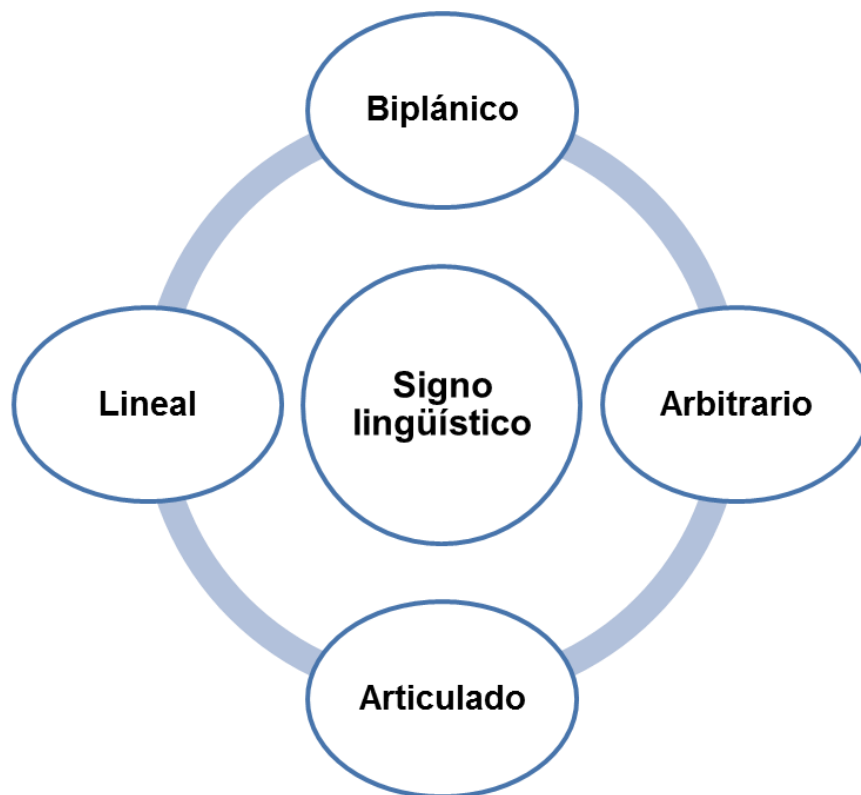 Biplánico
Lineal
Signo
lingüístico
Arbitrario
Articulado